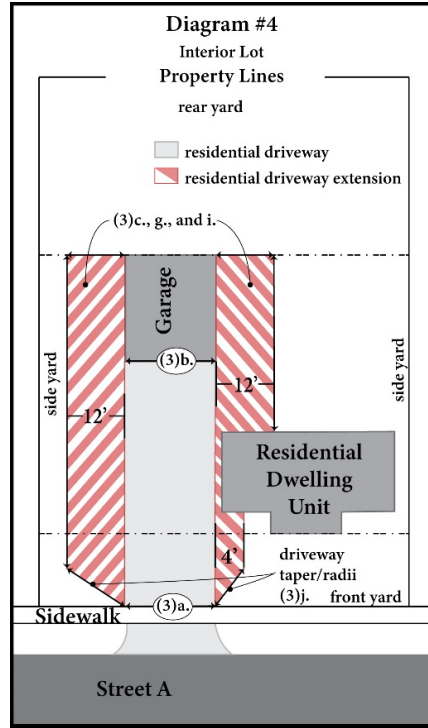 Diagram #4
Interior Lot
Property Lines
rear yard
residential driveway
residential driveway extension
(3)c., g., and i.
Garage
(3)b.
side yard
side yard
12'
12'
Residential
Dwelling
Unit
4'
driveway
taper/radii
(3)j.
front yard
(3)a.
Sidewalk
Street A